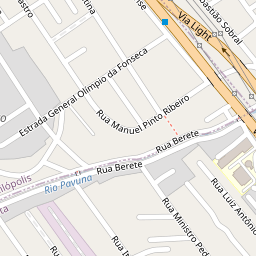 Via Light
Sebastião Sobral
Estrada General Olímpio da Fonseca
Rua Manuel Pinto Ribeiro
Rua Berete
Rua Berete
Rio Pavuna
Rua Luiz Antôni
Rua Ministro Ped